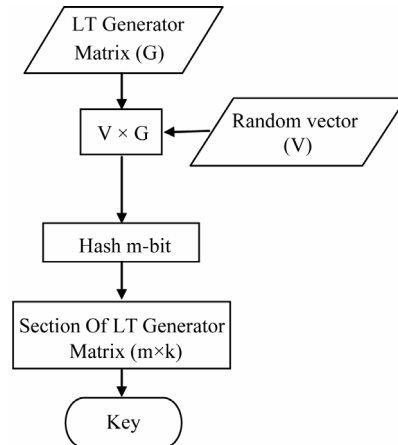 LT Generator
Matrix (G)
V × G
Random vector
(V)
Hash m-bit
Section Of LT Generator
Matrix (m×k)
Key